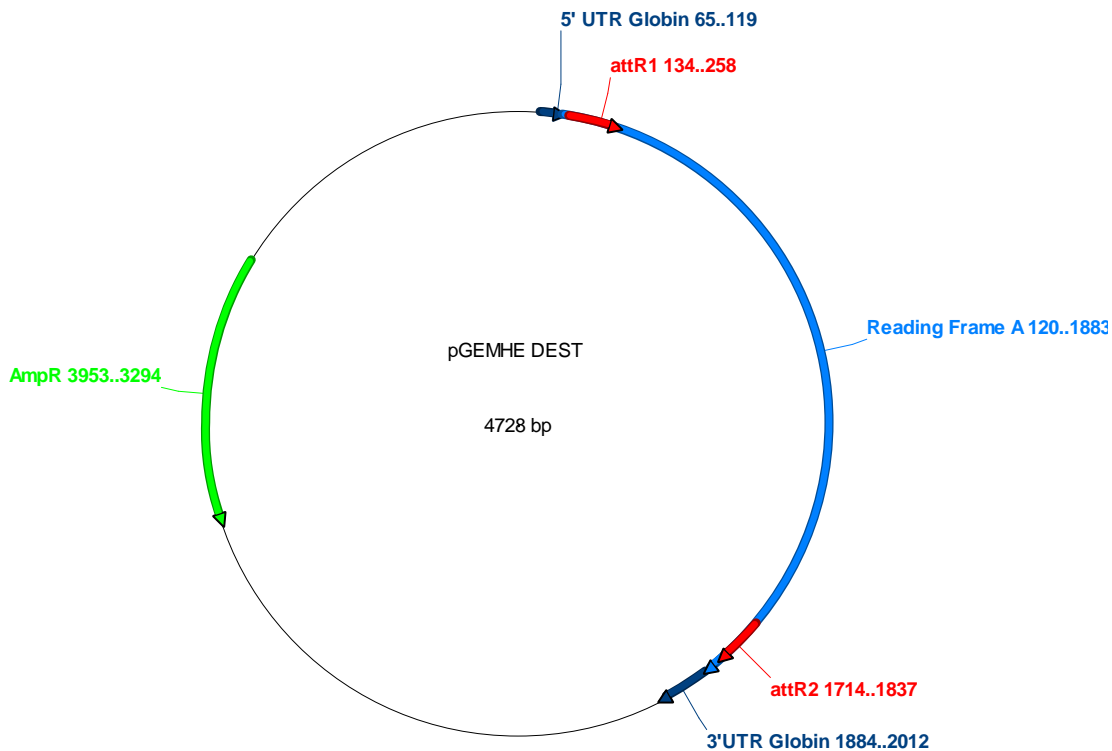 5' UTR Globin 65..119
attR1 134..258
Reading Frame A 120..1883
pGEMHE DEST
AmpR 3953..3294
4728 bp
attR2 1714..1837
3'UTR Globin 1884..2012